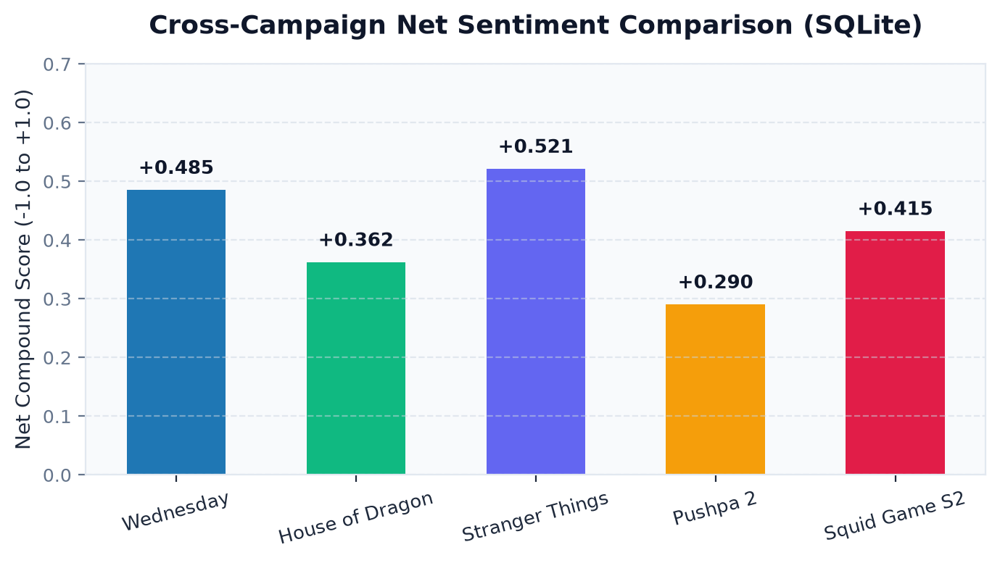 Cross-Campaign Net Sentiment Comparison (SQLite)
Net Compound Score (-1.0 to +1.0)
0.7
0.6
0.5
0.4
0.3
0.2
0.1
0.0
+0.485
+0.362
+0.521
+0.290
+0.415
Wednesday
House of Dragon
Stranger Things
Pushpa 2
Squid Game S2